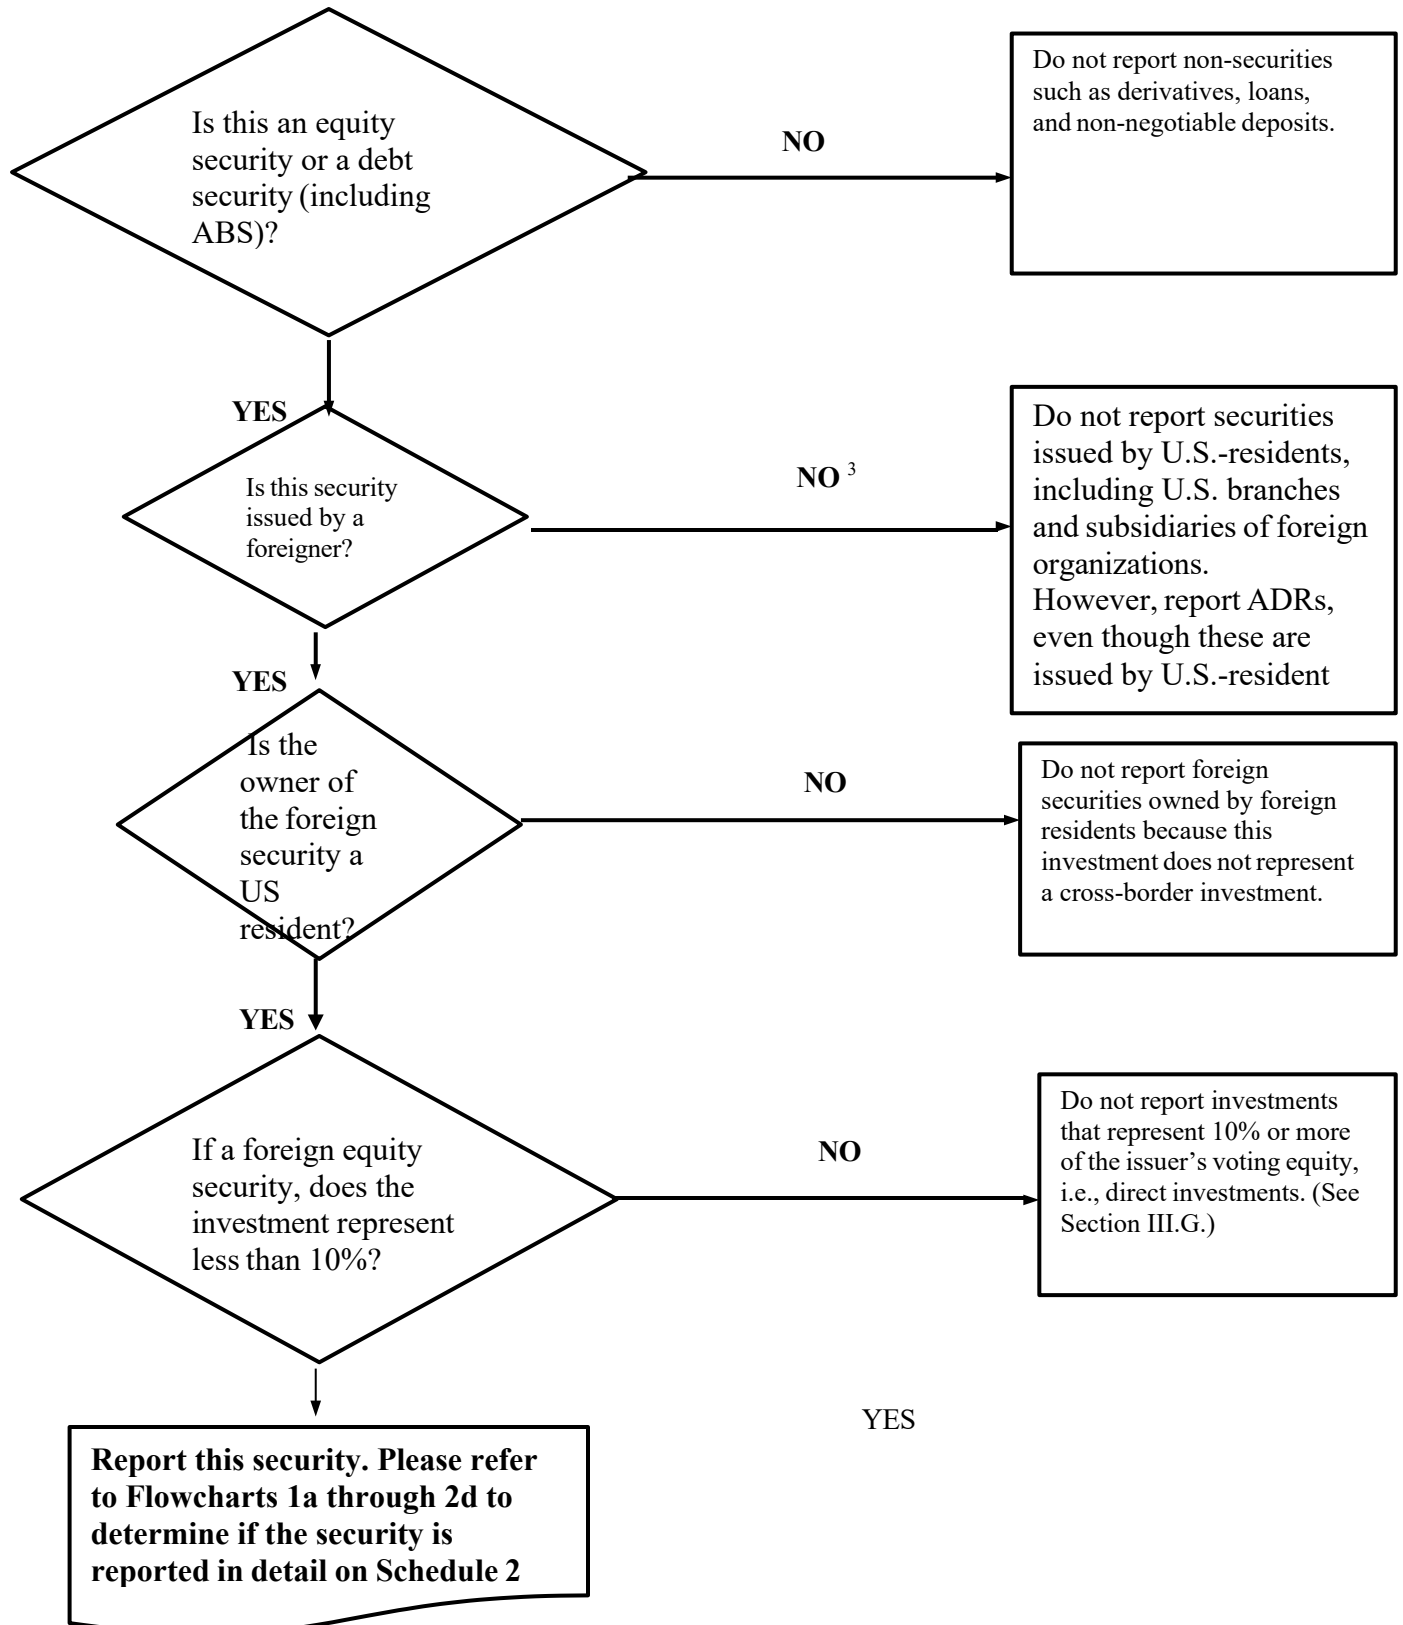 Is this an equity
security or a debt
security (including
ABS)?
NO
Do not report non-securities
such as derivatives, loans,
and non-negotiable deposits.
YES
Is this security
issued by a
foreigner?
NO 3
Do not report securities
issued by U.S.-residents,
including U.S. branches
and subsidiaries of foreign
organizations.
However, report ADRs,
even though these are
issued by U.S.-resident
YES
Is the
owner of
the foreign
security a
US
resident?
NO
Do not report foreign
securities owned by foreign
residents because this
investment does not represent
a cross-border investment.
YES
If a foreign equity
security, does the
investment represent
less than 10%?
NO
Do not report investments
that represent 10% or more
of the issuer’s voting equity,
i.e., direct investments. (See
Section III.G.)
YES
Report this security. Please refer
to Flowcharts 1a through 2d to
determine if the security is
reported in detail on Schedule 2